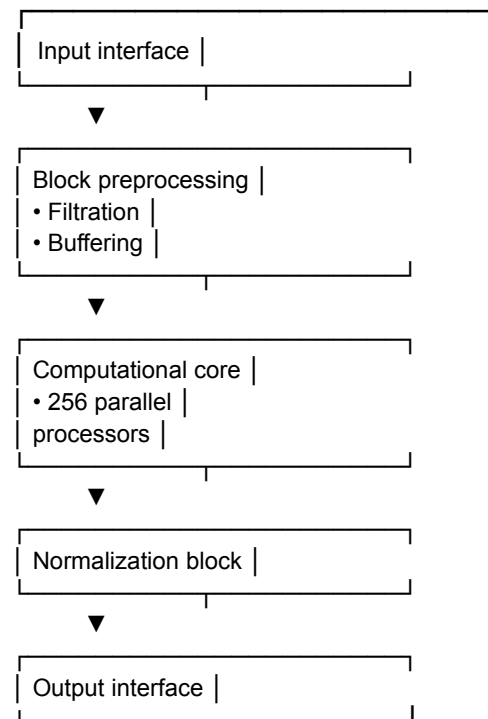 Input interface
▼
Block preprocessing
• Filtration
• Buffering
▼
Computational core
• 256 parallel
processors
▼
Normalization block
▼
Output interface